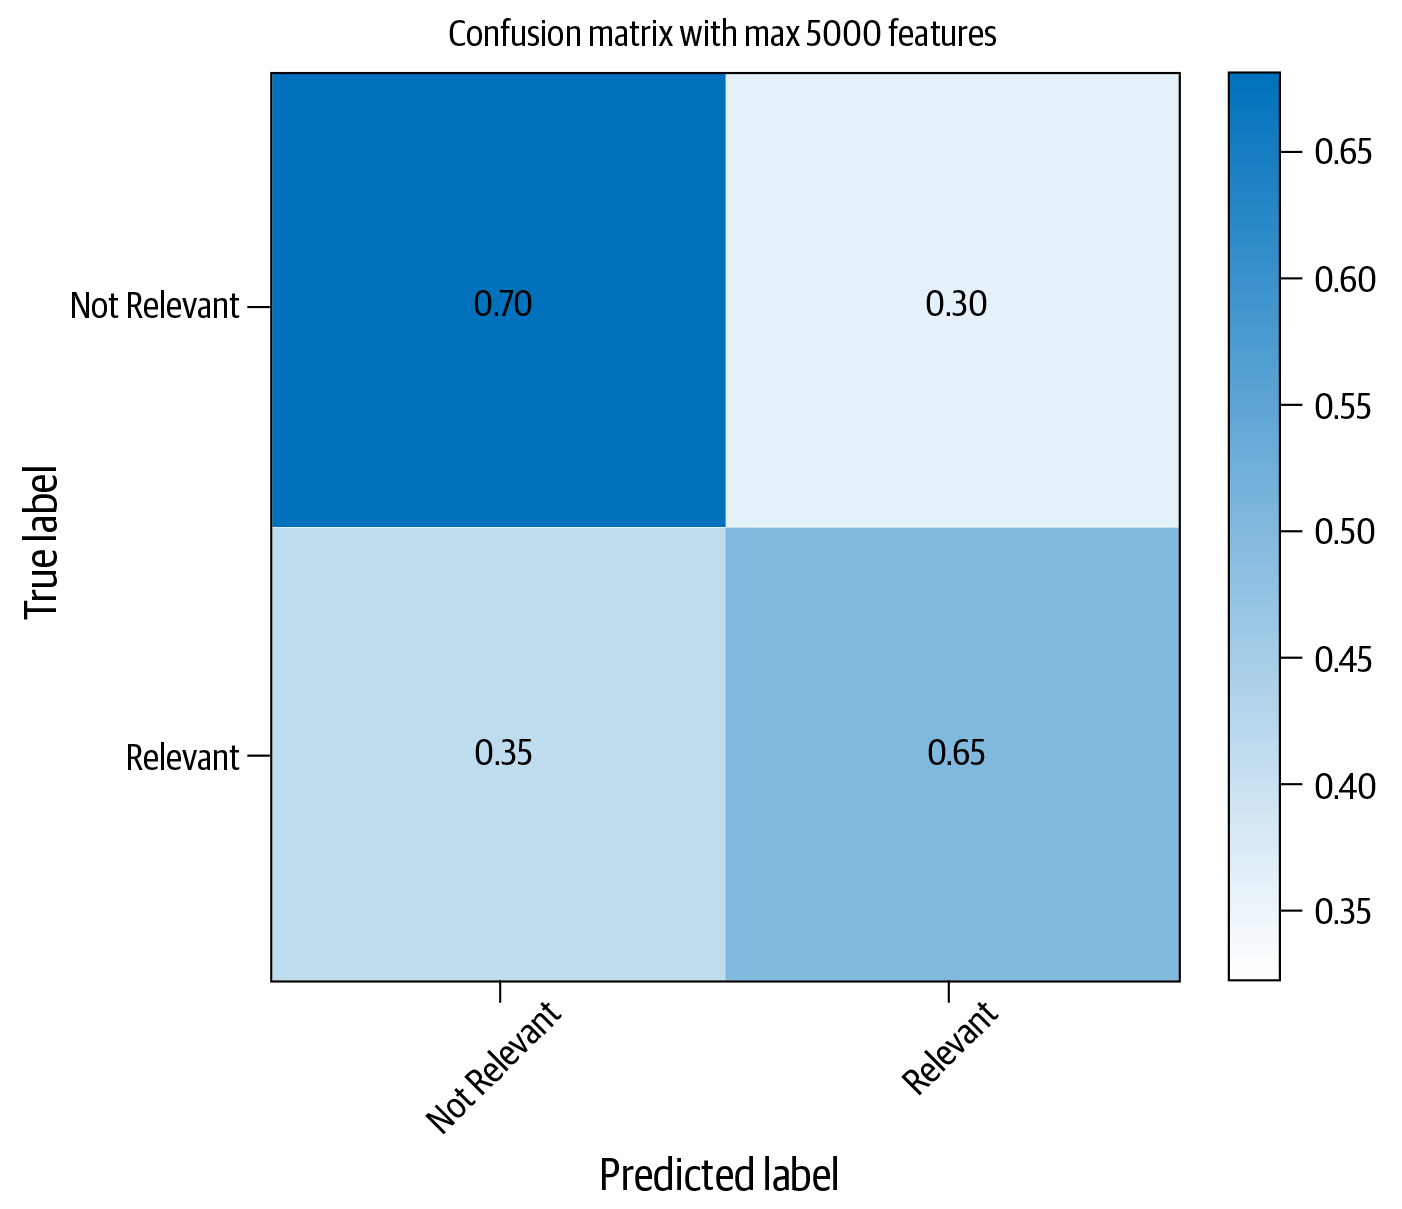 Confusion matrix with max 5000 features
True label
Not Relevant
0.70
0.30
Relevant
0.35
0.65
Not Relevant
Relevant
Predicted label
0.65
0.60
0.55
0.50
0.45
0.40
0.35